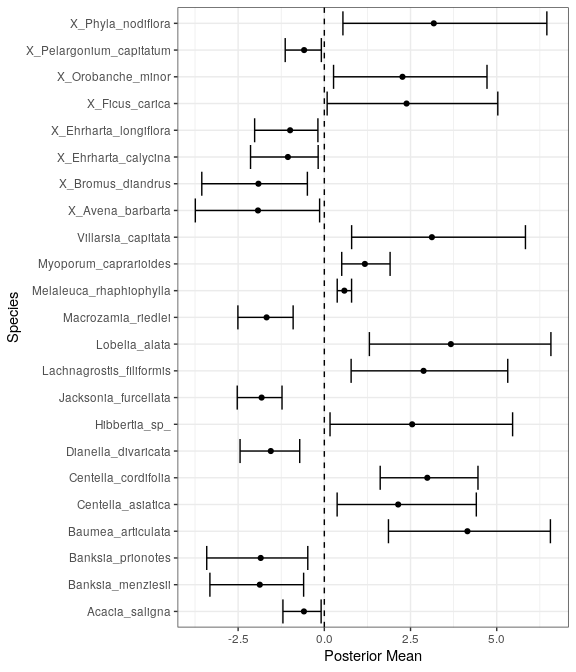 X_Phyla_nodiflora
X_Pelargonium_capitatum
X_Orobanche_minor
X_Ficus_carica
X_Ehrharta_longiflora
X_Ehrharta_calycina
X_Bromus_diandrus
X_Avena_barbarta
Villarsia_capitata
Myoporum_caprarioides
Melaleuca_rhaphiophylla
Macrozamia_riedlei
Lobelia_alata
Lachnagrostis_filiformis
Jacksonia_furcellata
Hibbertia_sp_
Dianella_divaricata
Centella_cordifolia
Centella_asiatica
Baumea_articulata
Banksia_prionotes
Banksia_menziesii
Acacia_saligna
Species
-2.5 0.0 2.5 5.0
Posterior Mean